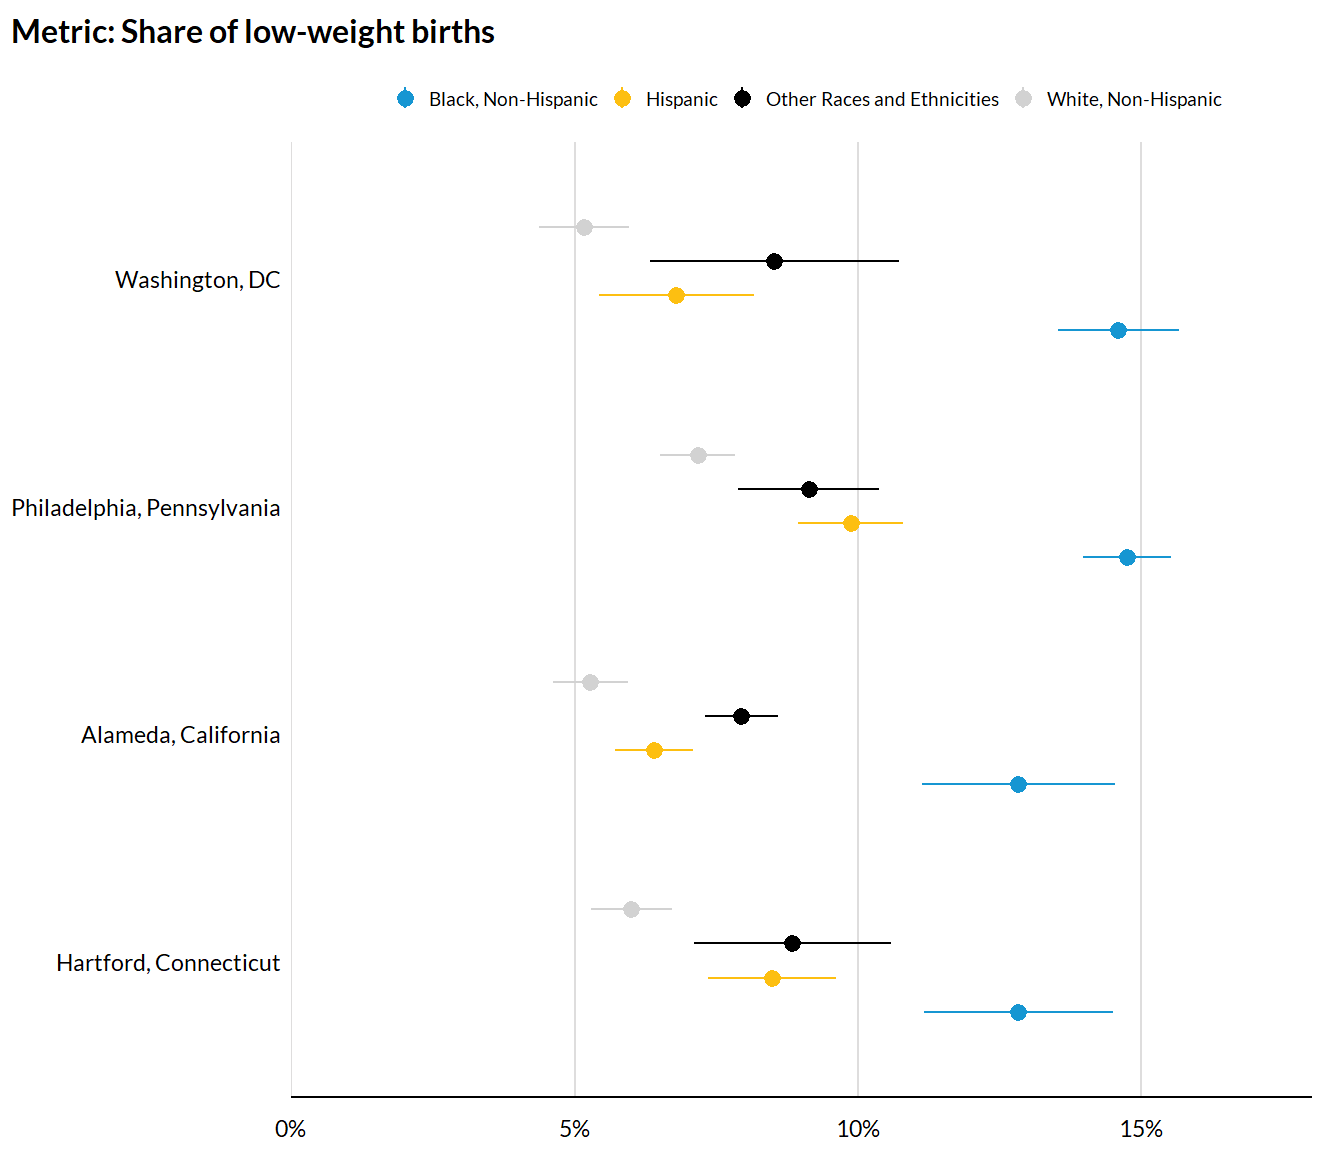 Metric: Share of low-weight births
Black, Non-Hispanic Hispanic Other Races and Ethnicities White, Non-Hispanic
Washington, DC
Philadelphia, Pennsylvania
Alameda, California
Hartford, Connecticut
0% 5% 10% 15%